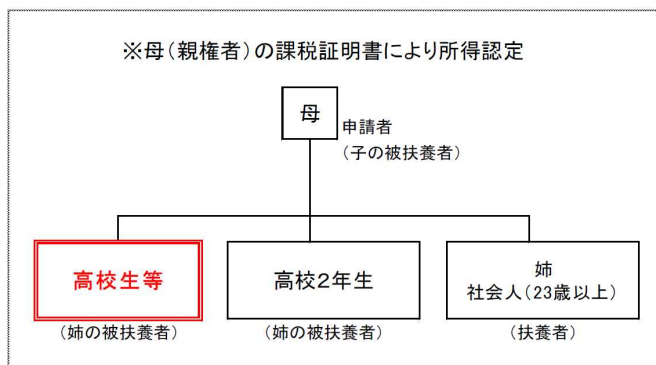 ※母(親権者)の課税証明書により所得認定
母
申請者
(子の被扶養者)
高校生等
高校2年生
姉
社会人(23歳以上)
(姉の被扶養者)
(姉の被扶養者)
(扶養者)